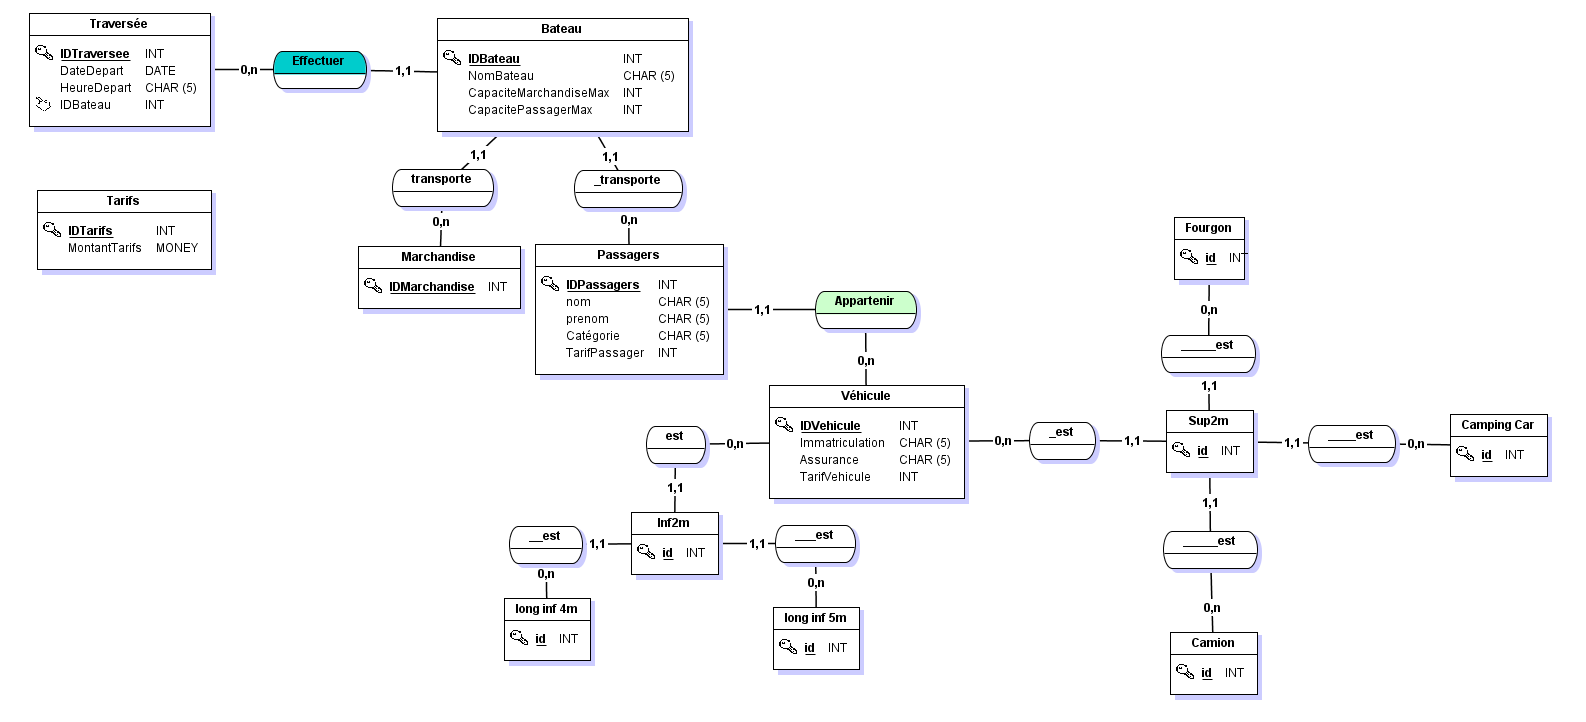 Traversée
IDTraversee INT
DateDepart DATE
HeureDepart CHAR (5)
IDBateau INT
0,n
Effectuer
1,1
Bateau
IDBateau INT
NomBateau CHAR (5)
CapaciteMarchandiseMax INT
CapacitePassagerMax INT
1,1
1,1
transporte
_transporte
0,n
0,n
Tarifs
IDTarifs INT
MontantTarifs MONEY
Marchandise
IDMarchandise INT
Passagers
IDPassagers INT
nom CHAR (5)
prenom CHAR (5)
Catégorie CHAR (5)
TarifPassager INT
1,1
Appartenir
0,n
Véhicule
IDVehicule INT
Immatriculation CHAR (5)
Assurance CHAR (5)
TarifVehicule INT
0,n
est
1,1
Inf2m
id INT
1,1
__est
0,n
long inf 4m
id INT
1,1
___est
0,n
long inf 5m
id INT
0,n
_est
1,1
Sup2m
id INT
1,1
_____est
0,n
Fourgon
id INT
1,1
____est
0,n
Camping Car
id INT
1,1
_____est
0,n
Camion
id INT